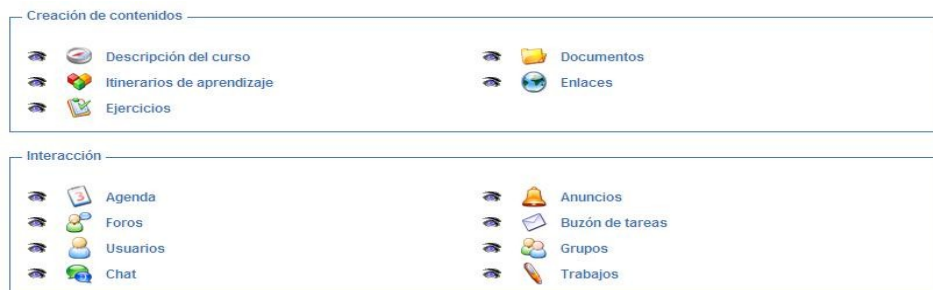 Creación de contenidos
Descripción del curso
Documentos
Itinerarios de aprendizaje
Enlaces
Ejercicios
Interacción
3
Agenda
Anuncios
Foros
Buzón de tareas
Usuarios
Grupos
Chat
Trabajos